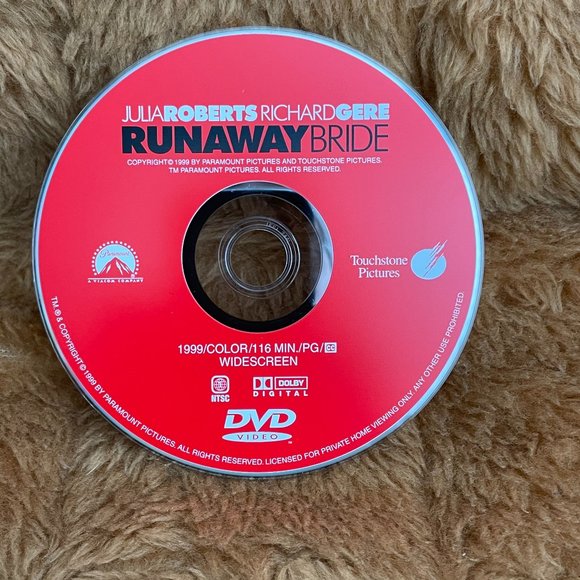 JULIAROBERTS RICHARDGERE
RUNAWAYBRIDE
COPYRIGHT© 1999 BY PARAMOUNT PICTURES AND TOUCHSTONE PICTURES.
TM PARAMOUNT PICTURES. ALL RIGHTS RESERVED.
Paramount
A VIACOM COMPANY
Touchstone
Pictures
1999/COLOR/116 MIN./PG/CC
WIDESCREEN
NTSC
DOLBY
DIGITAL
DVD
VIDEO™
TM ® & COPYRIGHT© 1999 BY PARAMOUNT PICTURES. ALL RIGHTS RESERVED. LICENSED FOR PRIVATE HOME VIEWING ONLY. ANY OTHER USE PROHIBITED